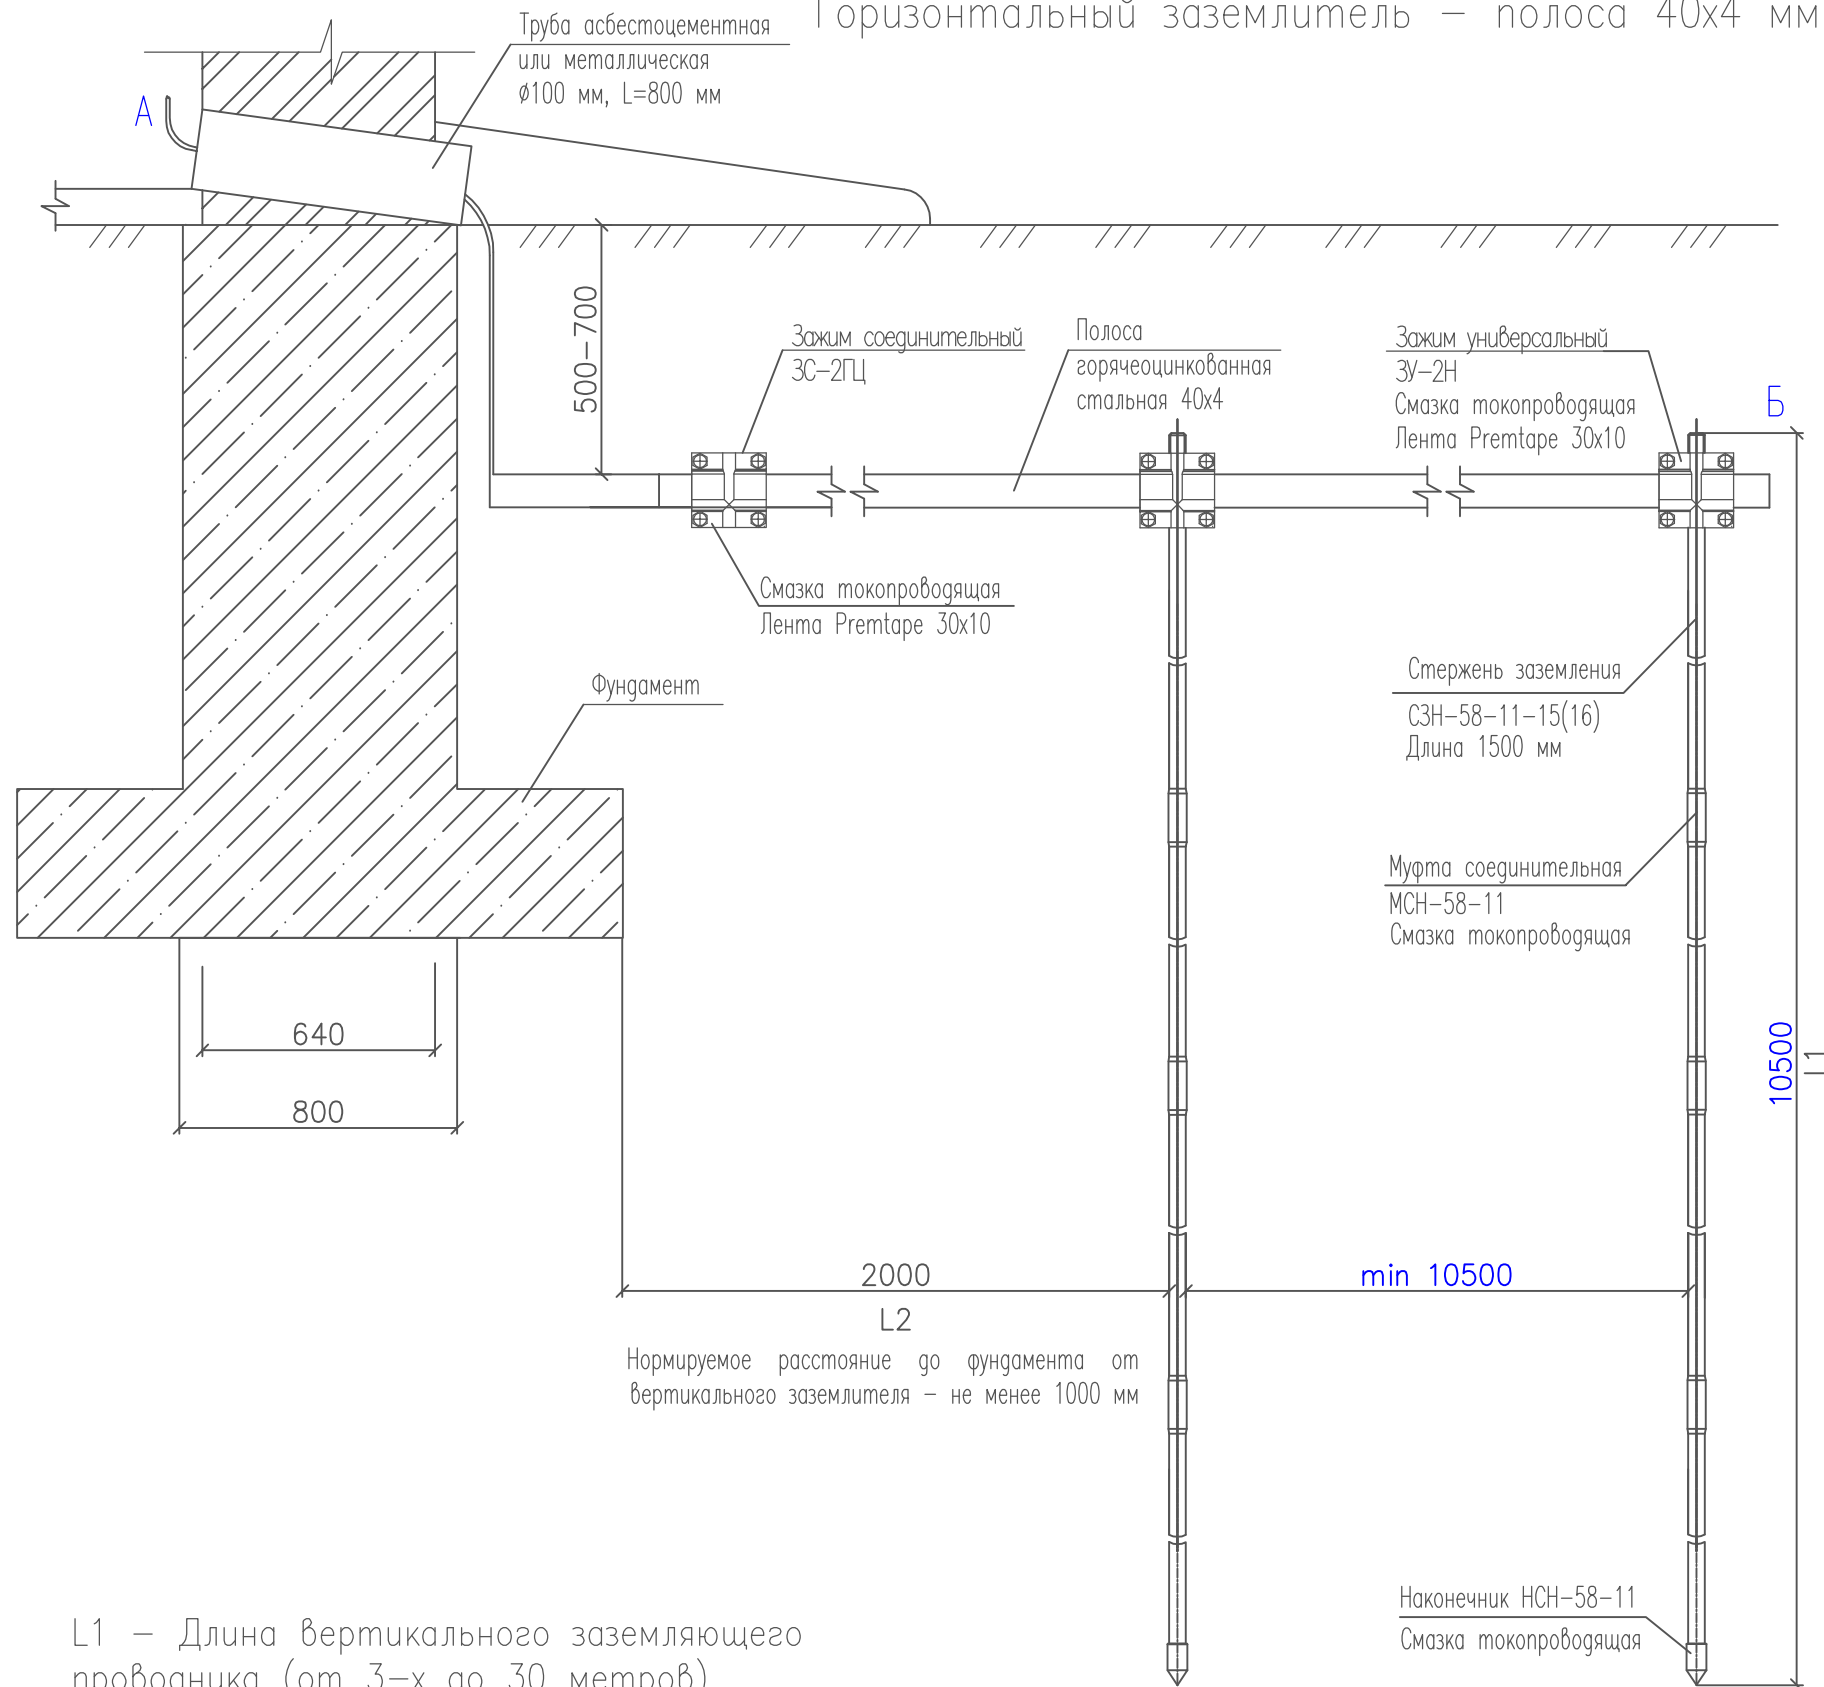 Горизонтальный заземлитель – полоса 40х4 мм
Труба асбестоцементная
или металлическая
ø100 мм, L=800 мм
А
500-700
Зажим соединительный
ЗС-2ГЦ
Полоса
горячеоцинкованная
стальная 40х4
Зажим универсальный
ЗУ-2Н
Смазка токопроводящая
Лента Premtape 30х10
Б
Смазка токопроводящая
Лента Premtape 30х10
Фундамент
Стержень заземления
СЗН-58-11-15(16)
Длина 1500 мм
Муфта соединительная
МСН-58-11
Смазка токопроводящая
640
800
10500
L1
2000
L2
min 10500
Нормируемое расстояние до фундамента от
вертикального заземлителя – не менее 1000 мм
Наконечник НСН-58-11
Смазка токопроводящая
L1 – Длина вертикального заземляющего
проводника (от 3-х до 30 метров)